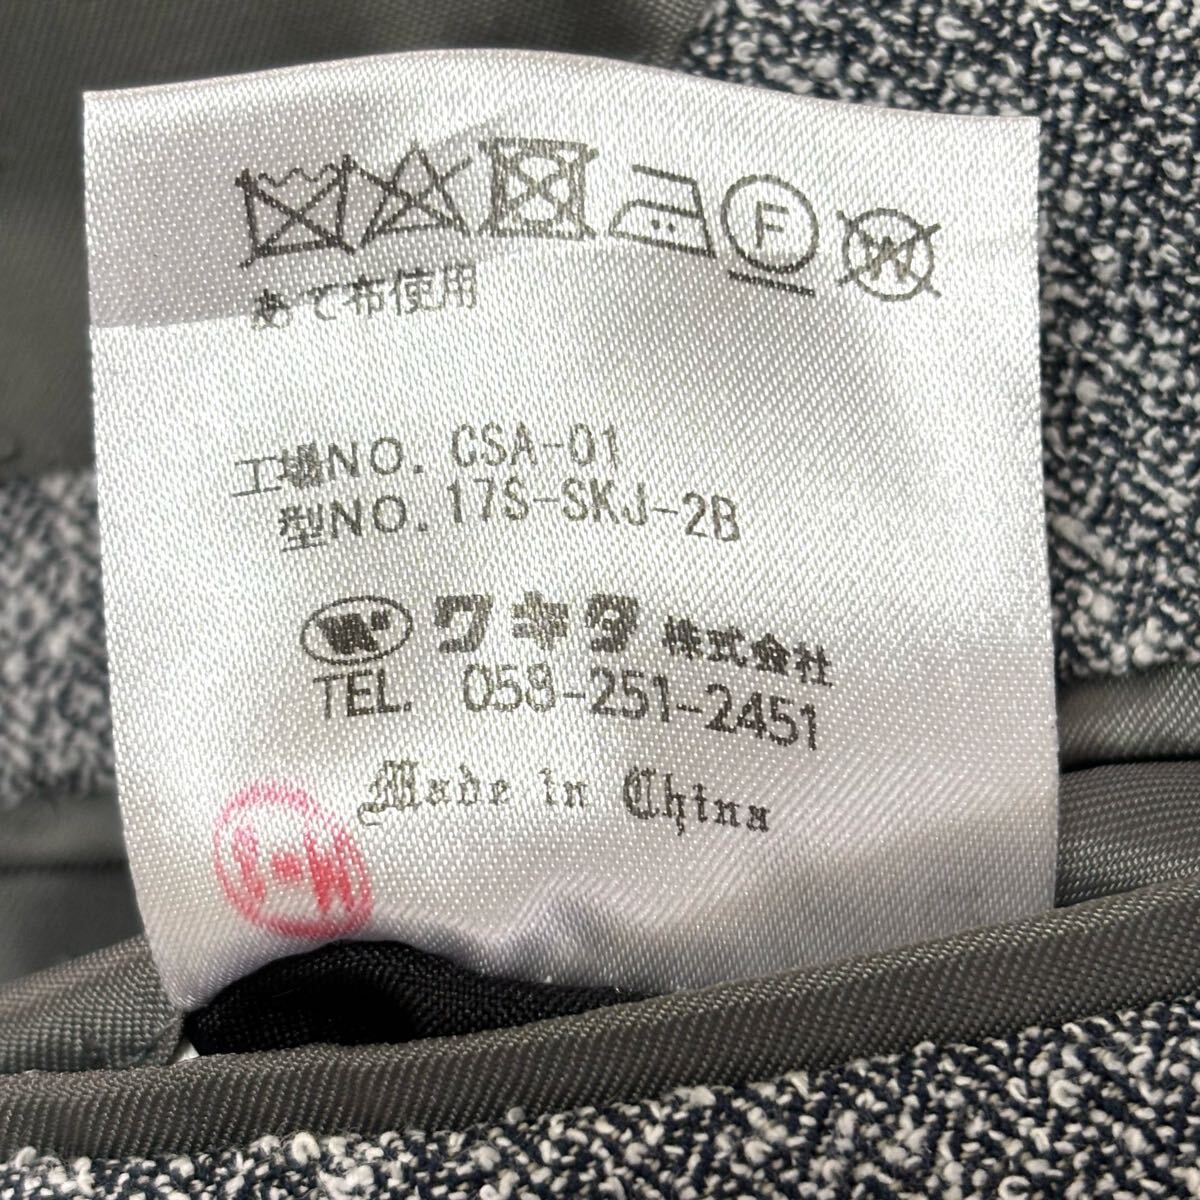 F W
あて布使用
工場NO. CSA-01
型NO. 17S-SKJ-2B
ワキタ株式会社
TEL. 058-251-2451
Made in China